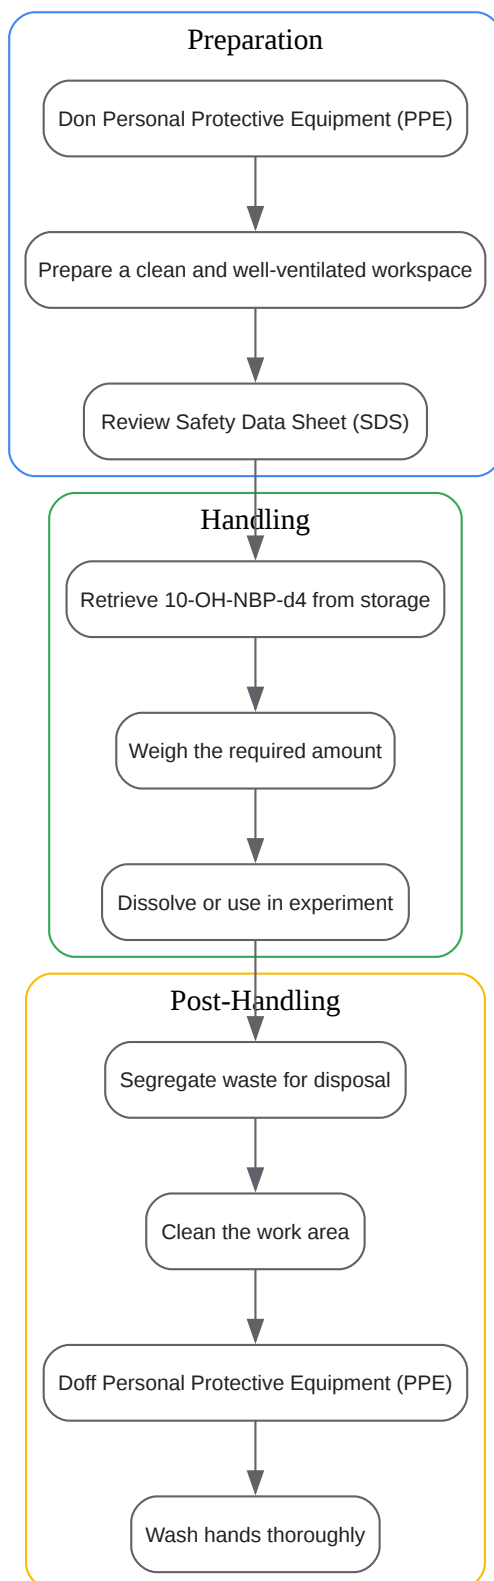 Preparation
Don Personal Protective Equipment (PPE)
Prepare a clean and well-ventilated workspace
Review Safety Data Sheet (SDS)
Handling
Retrieve 10-OH-NBP-d4 from storage
Weigh the required amount
Dissolve or use in experiment
Post-Handling
Segregate waste for disposal
Clean the work area
Doff Personal Protective Equipment (PPE)
Wash hands thoroughly